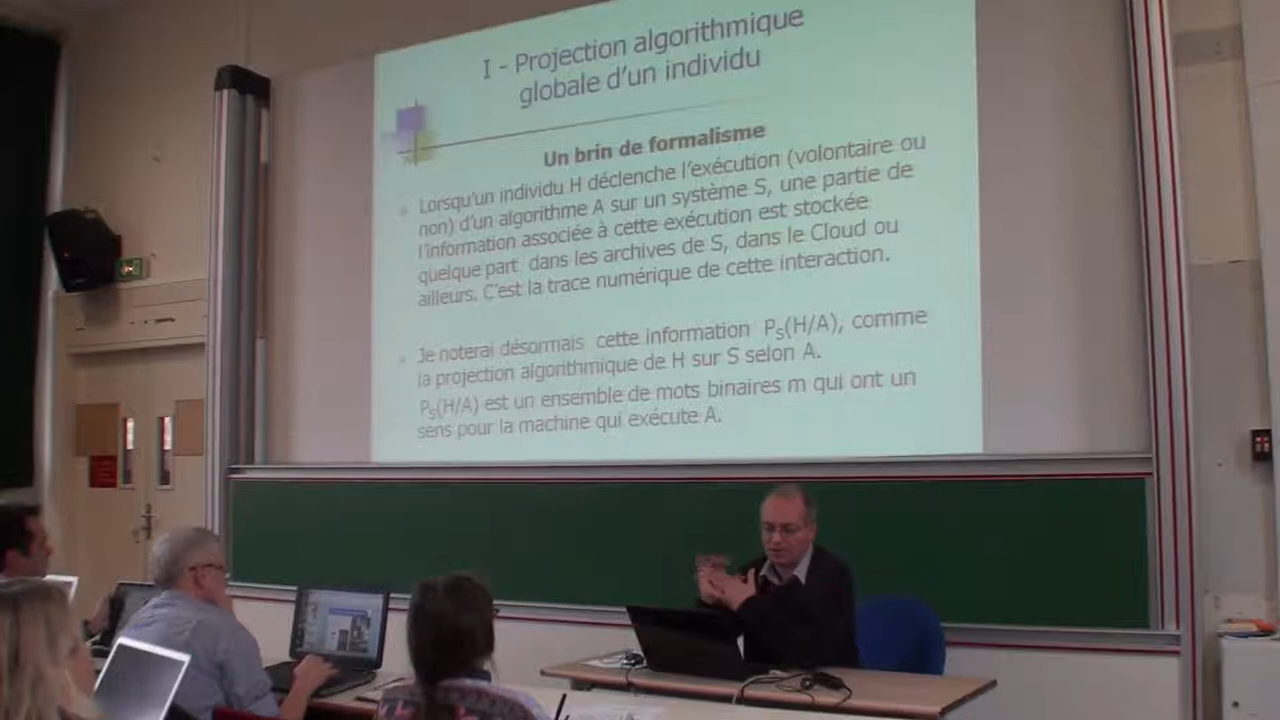 I - Projection algorithmique
globale d'un individu
Un brin de formalisme
Lorsqu'un individu H déclenche l'exécution (volontaire ou
non) d'un algorithme A sur un système S, une partie de
l'information associée à cette exécution est stockée
quelque part dans les archives de S, dans le Cloud ou
ailleurs. C'est la trace numérique de cette interaction.
Je noterai désormais cette information P_S(H/A), comme
la projection algorithmique de H sur S selon A.
P_S(H/A) est un ensemble de mots binaires m qui ont un
sens pour la machine qui exécute A.